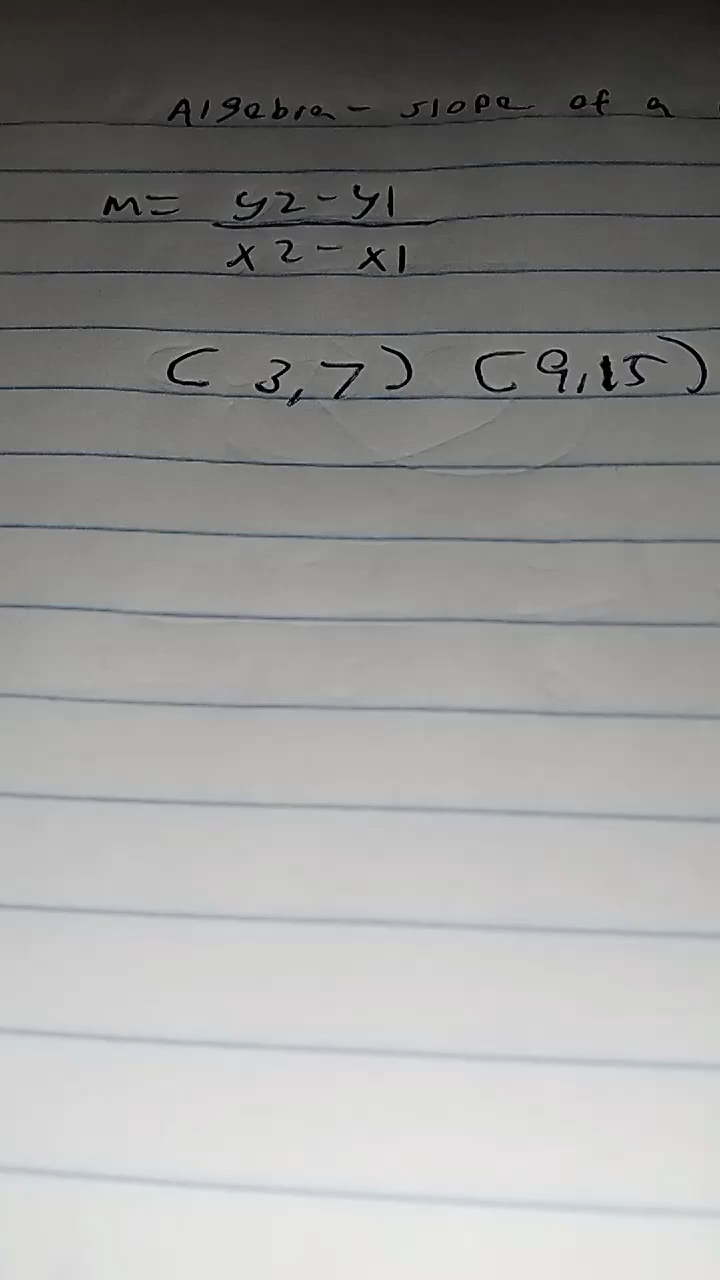 Algebra - slope of a
m = y2 - y1
x2 - x1
(3,7) (9,15)